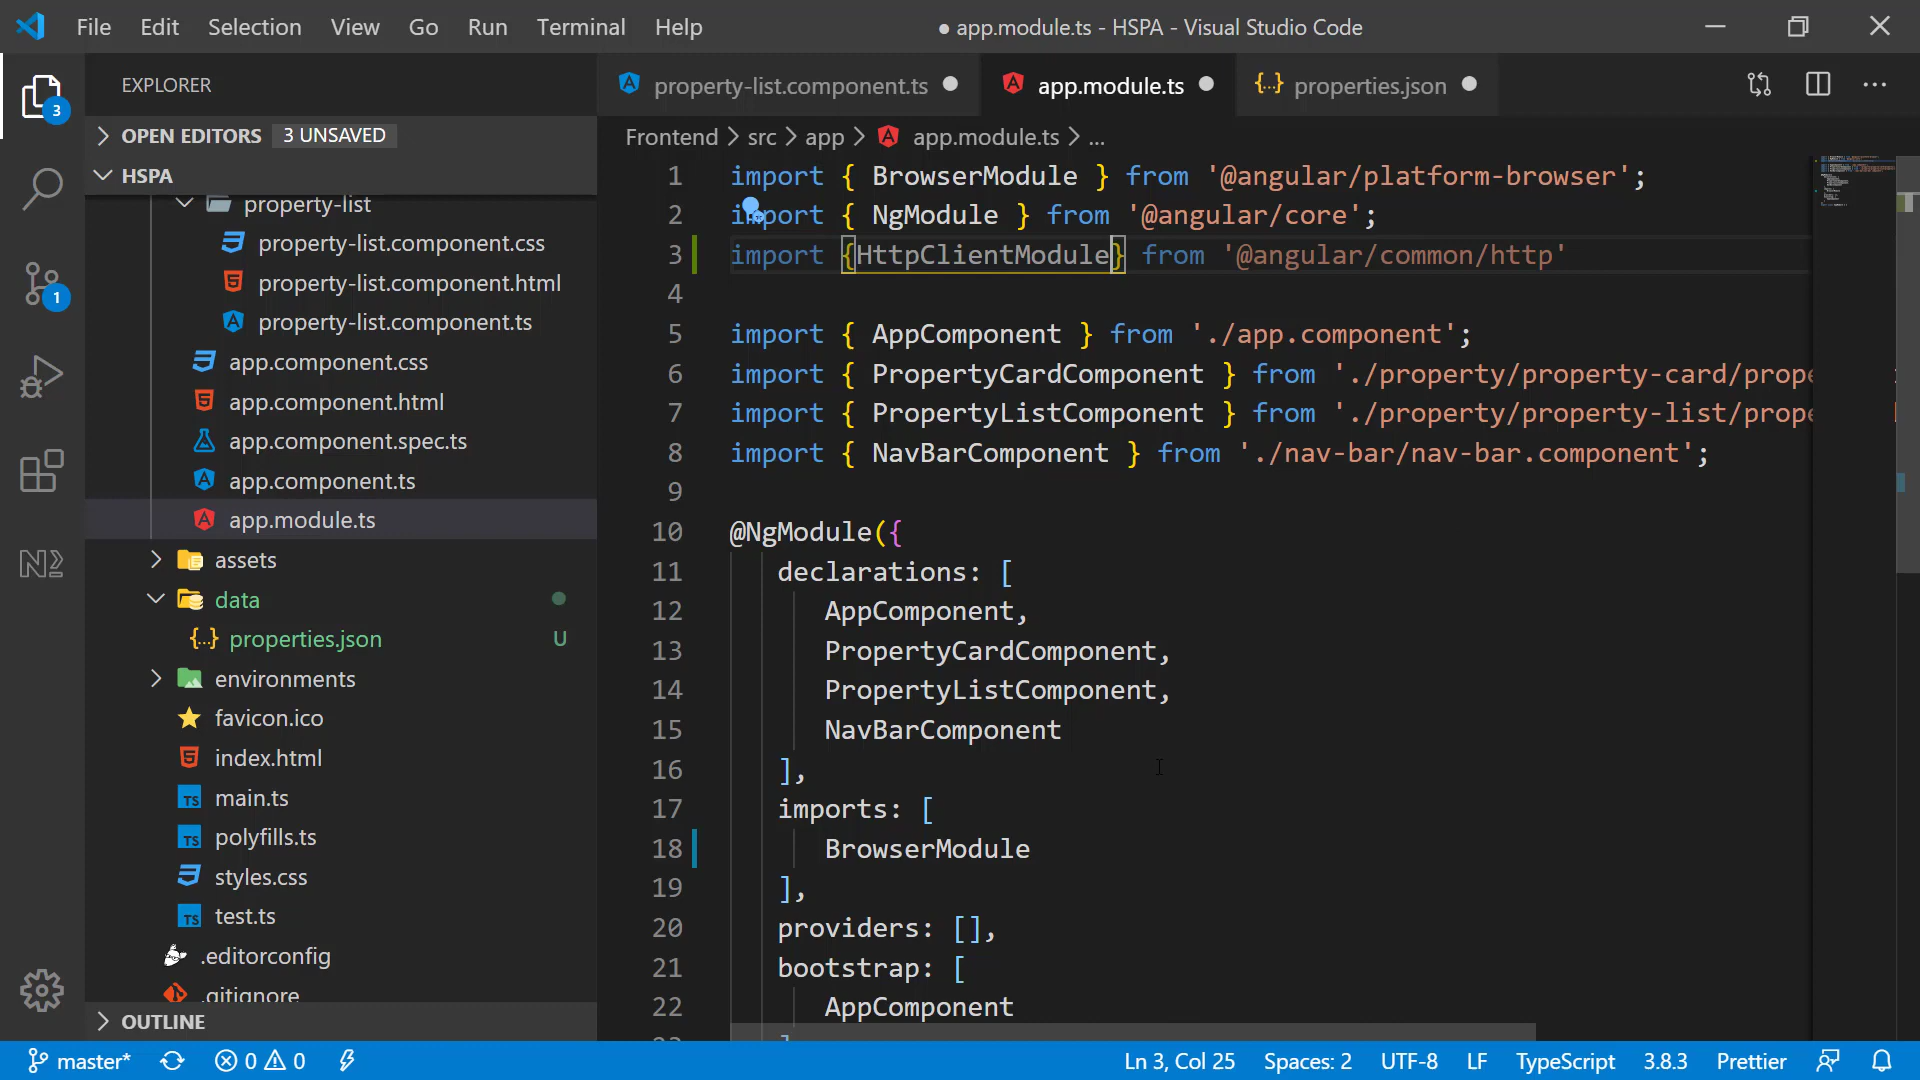 File Edit Selection View Go Run Terminal Help
● app.module.ts - HSPA - Visual Studio Code
EXPLORER
OPEN EDITORS 3 UNSAVED
HSPA
property-list
property-list.component.css
property-list.component.html
property-list.component.ts
app.component.css
app.component.html
app.component.spec.ts
app.component.ts
app.module.ts
assets
data
properties.json U
environments
favicon.ico
index.html
main.ts
polyfills.ts
styles.css
test.ts
.editorconfig
.gitignore
OUTLINE
3
1
property-list.component.ts
app.module.ts
properties.json
Frontend > src > app > app.module.ts > ...
1 import { BrowserModule } from '@angular/platform-browser';
2 import { NgModule } from '@angular/core';
3 import {HttpClientModule} from '@angular/common/http'
4
5 import { AppComponent } from './app.component';
6 import { PropertyCardComponent } from './property/property-card/prope
7 import { PropertyListComponent } from './property/property-list/prope
8 import { NavBarComponent } from './nav-bar/nav-bar.component';
9
10 @NgModule({
11 declarations: [
12 AppComponent,
13 PropertyCardComponent,
14 PropertyListComponent,
15 NavBarComponent
16 ],
17 imports: [
18 BrowserModule
19 ],
20 providers: [],
21 bootstrap: [
22 AppComponent
master* 0 0 Ln 3, Col 25 Spaces: 2 UTF-8 LF TypeScript 3.8.3 Prettier